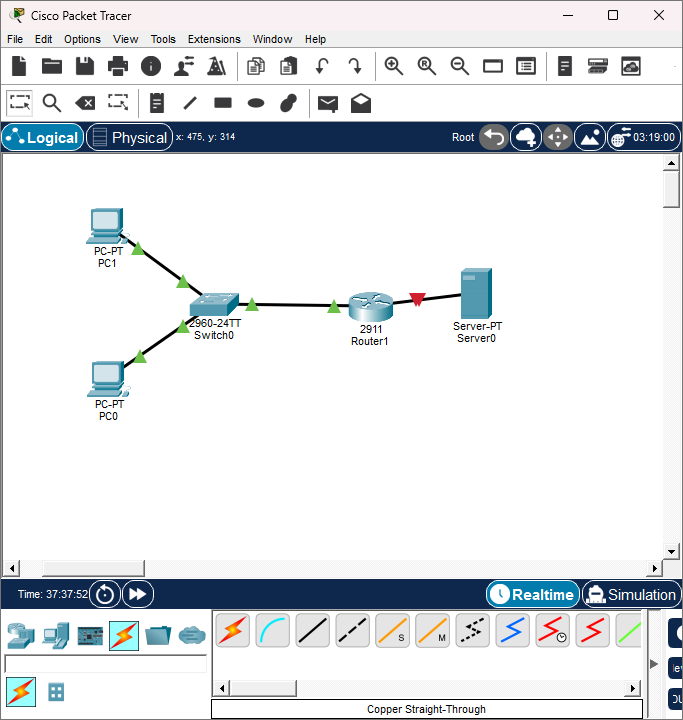 Cisco Packet Tracer
File Edit Options View Tools Extensions Window Help
Logical Physical x: 475, y: 314 Root 03:19:00
PC-PT
PC1
2960-24TT
Switch0
2911
Router1
Server-PT
Server0
PC-PT
PC0
Time: 37:37:52 Realtime Simulation
S M
Copper Straight-Through